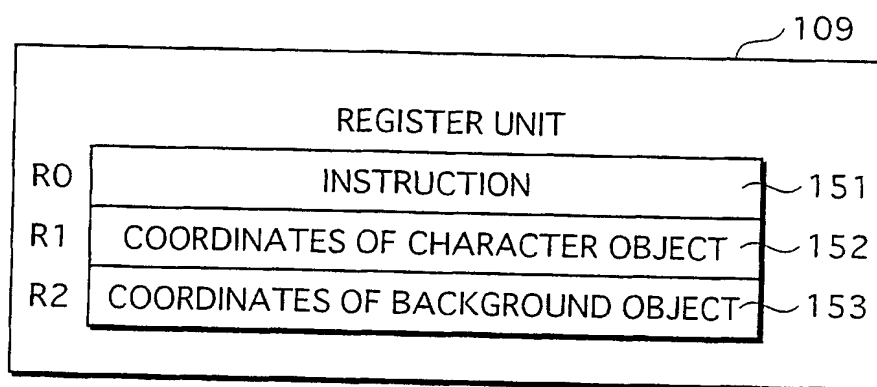 109
REGISTER UNIT
R0 INSTRUCTION 151
R1 COORDINATES OF CHARACTER OBJECT 152
R2 COORDINATES OF BACKGROUND OBJECT 153